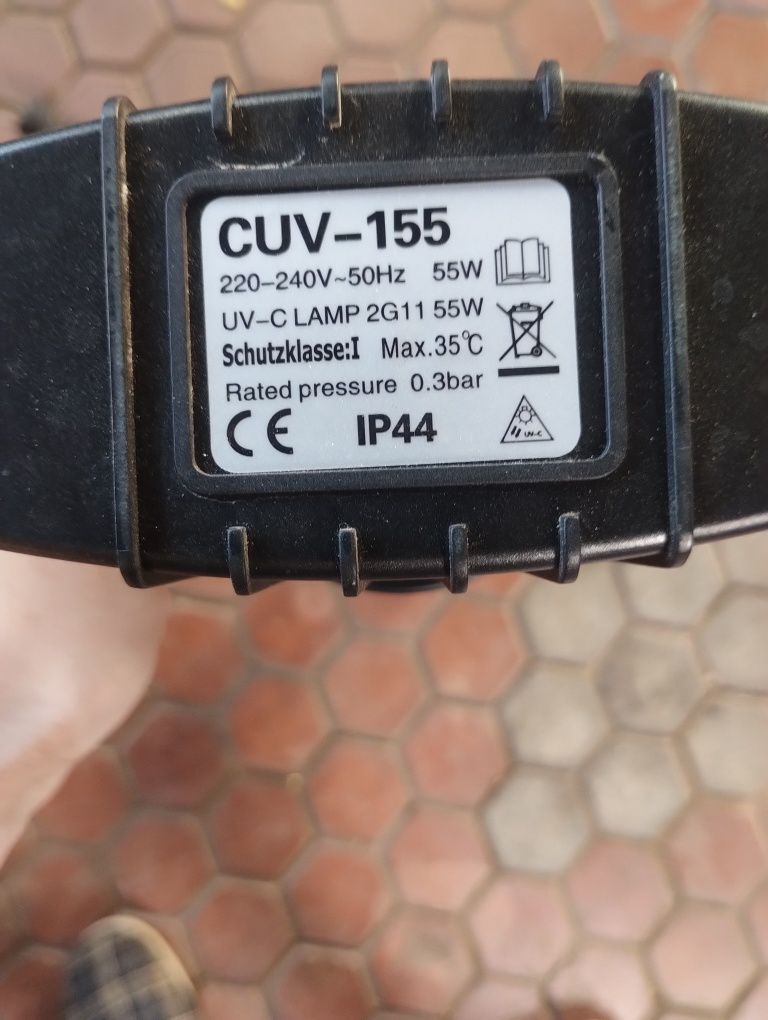 CUV-155
220-240V~50Hz 55W
UV-C LAMP 2G11 55W
Schutzklasse:I Max.35℃
Rated pressure 0.3bar
CE IP44
UV-C